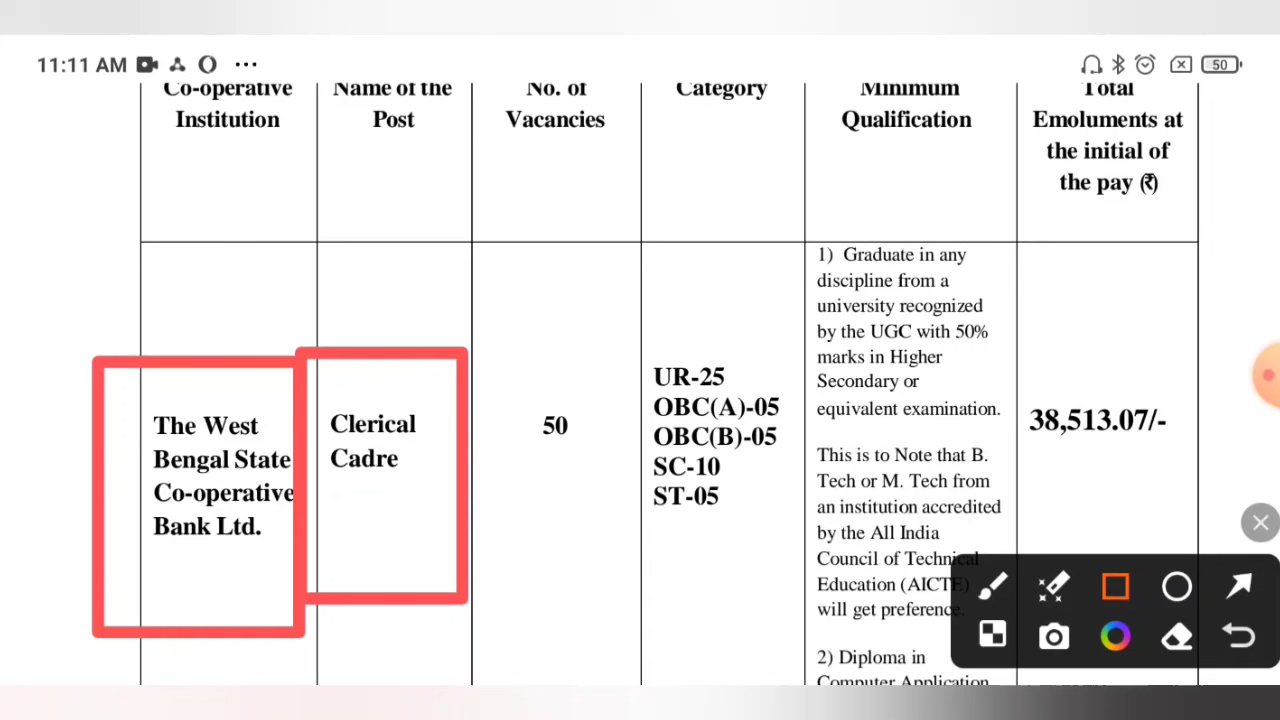 11:11 AM
50
Co-operative
Institution
Name of the
Post
No. of
Vacancies
Category
Minimum
Qualification
Total
Emoluments at
the initial of
the pay (₹)
The West
Bengal State
Co-operative
Bank Ltd.
Clerical
Cadre
50
UR-25
OBC(A)-05
OBC(B)-05
SC-10
ST-05
1) Graduate in any
discipline from a
university recognized
by the UGC with 50%
marks in Higher
Secondary or
equivalent examination.
This is to Note that B.
Tech or M. Tech from
an institution accredited
by the All India
Council of Technical
Education (AICTE)
will get preference.
2) Diploma in
Computer Application
38,513.07/-